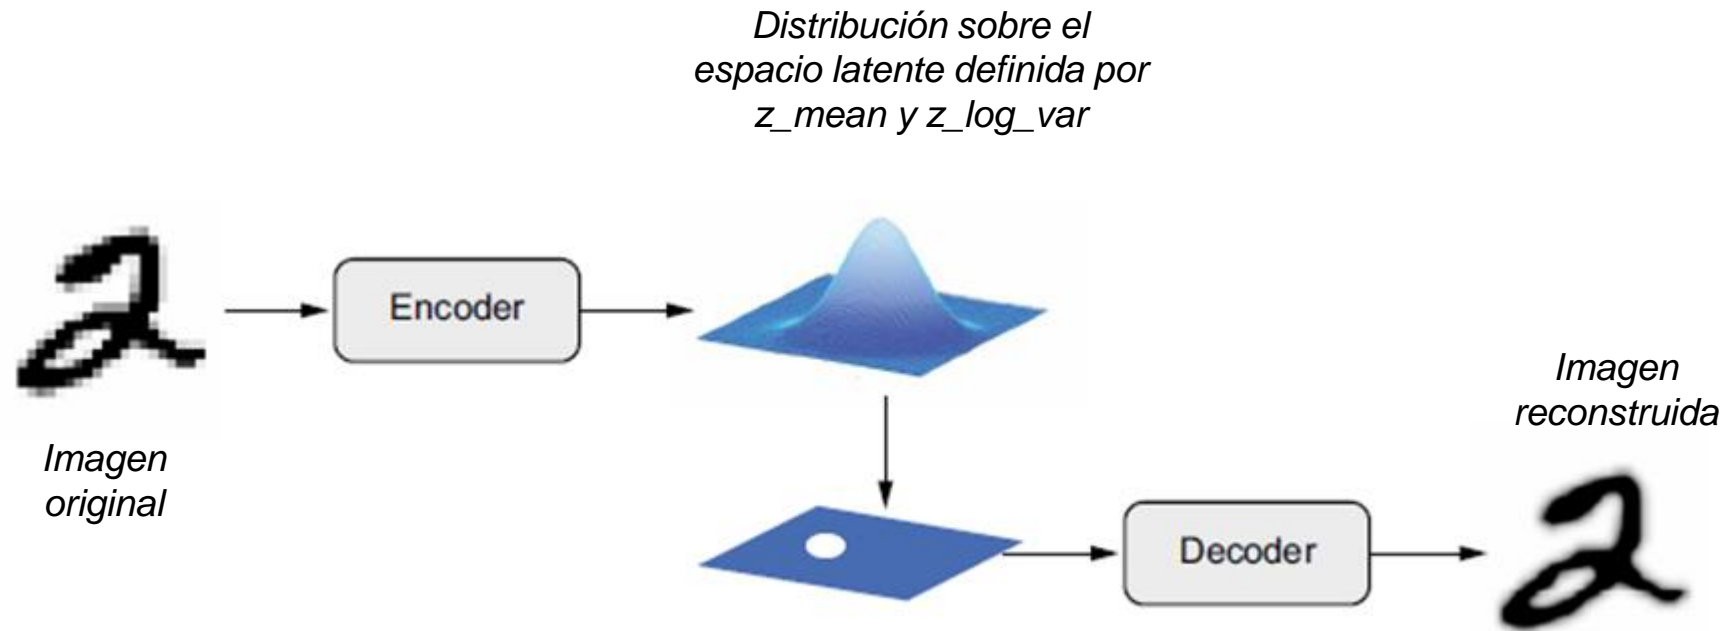 Distribución sobre el
espacio latente definida por
z_mean y z_log_var
Encoder
Imagen
original
Imagen
reconstruida
Decoder